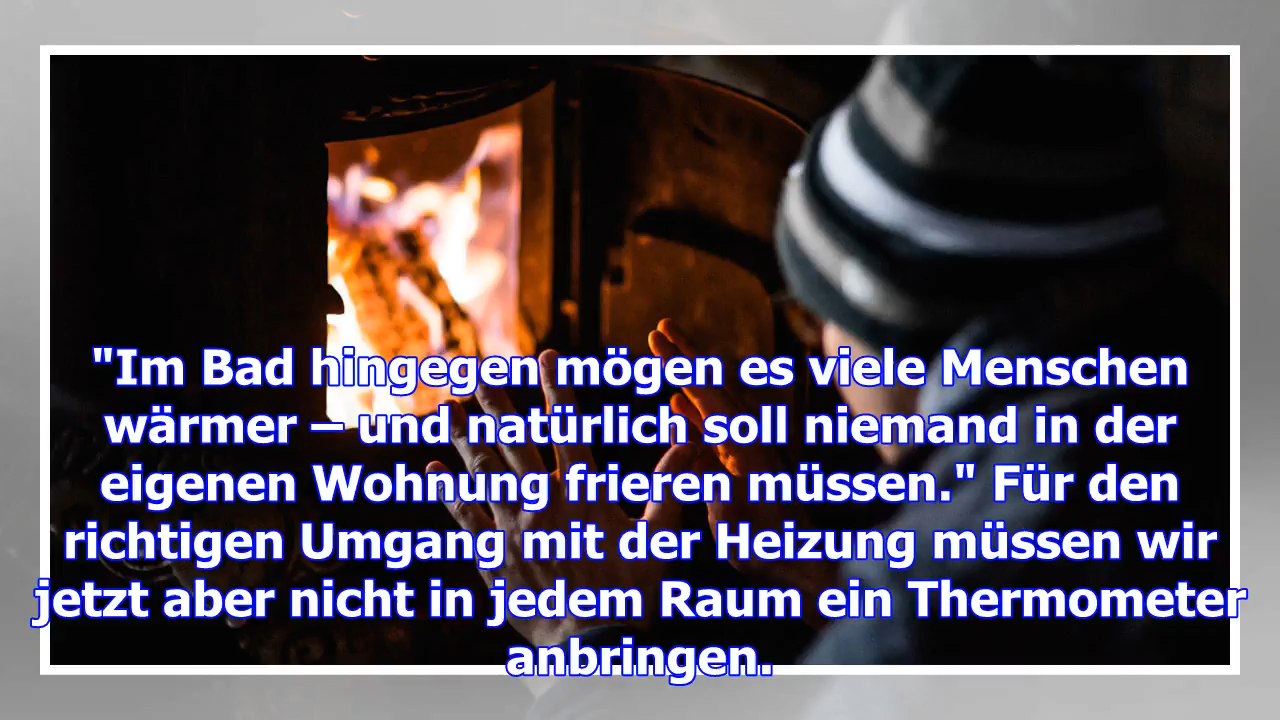 "Im Bad hingegen mögen es viele Menschen
wärmer – und natürlich soll niemand in der
eigenen Wohnung frieren müssen." Für den
richtigen Umgang mit der Heizung müssen wir
jetzt aber nicht in jedem Raum ein Thermometer
anbringen.